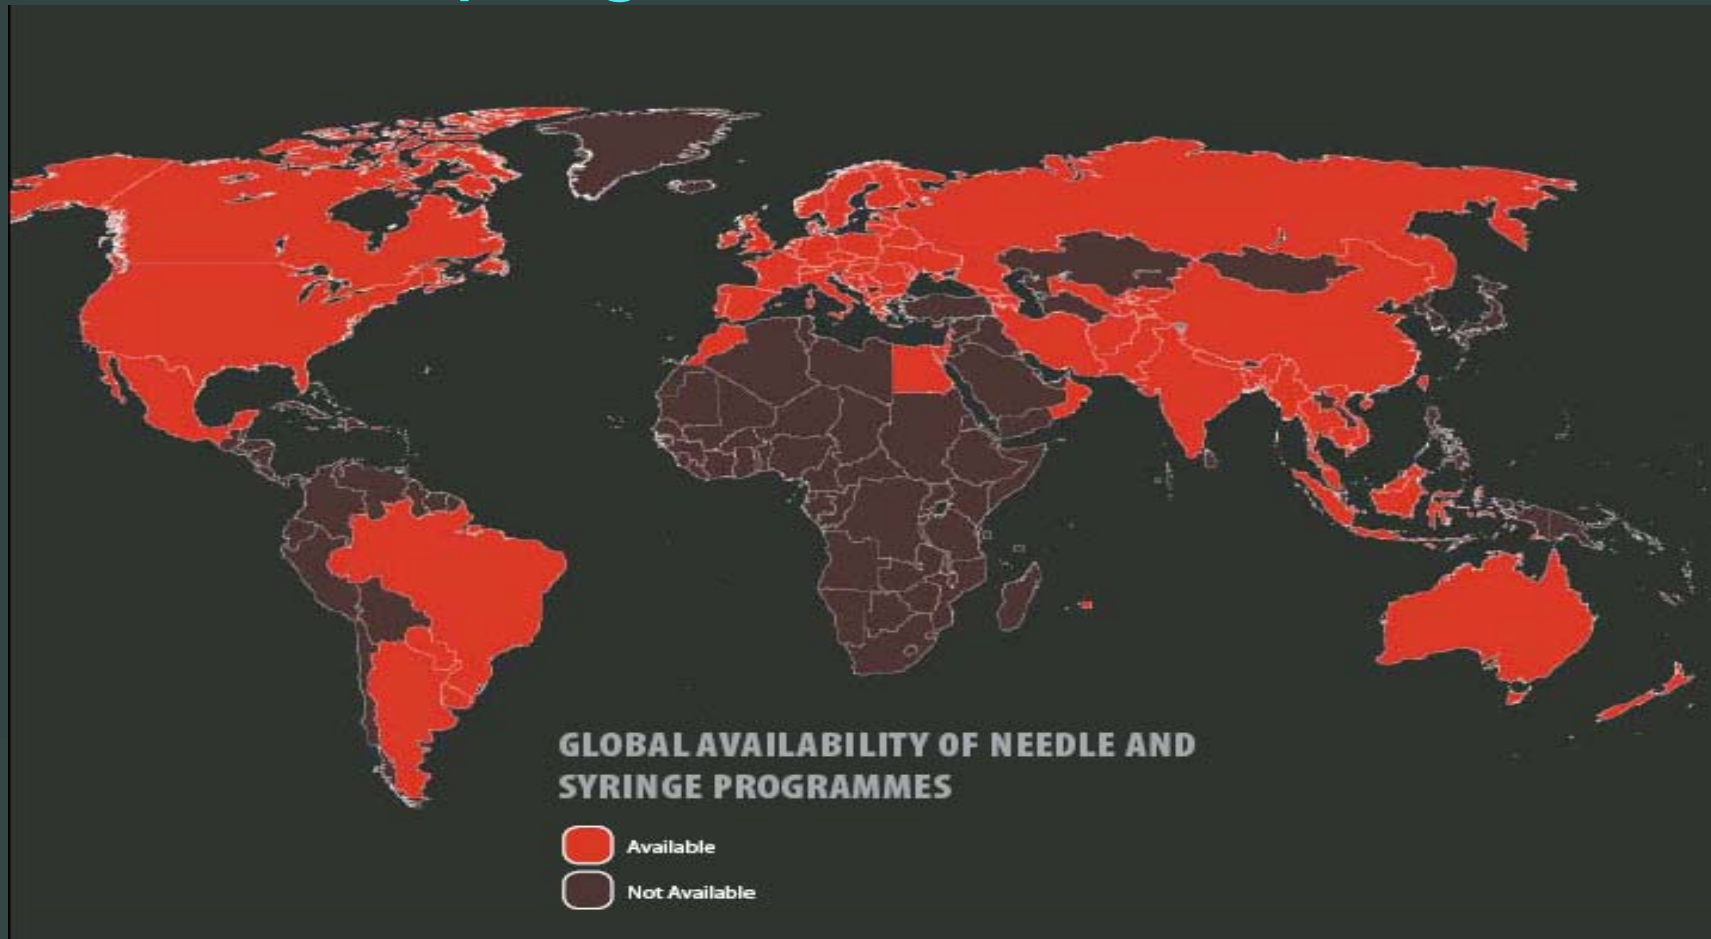 GLOBAL AVAILABILITY OF NEEDLE AND
SYRINGE PROGRAMMES
Available
Not Available